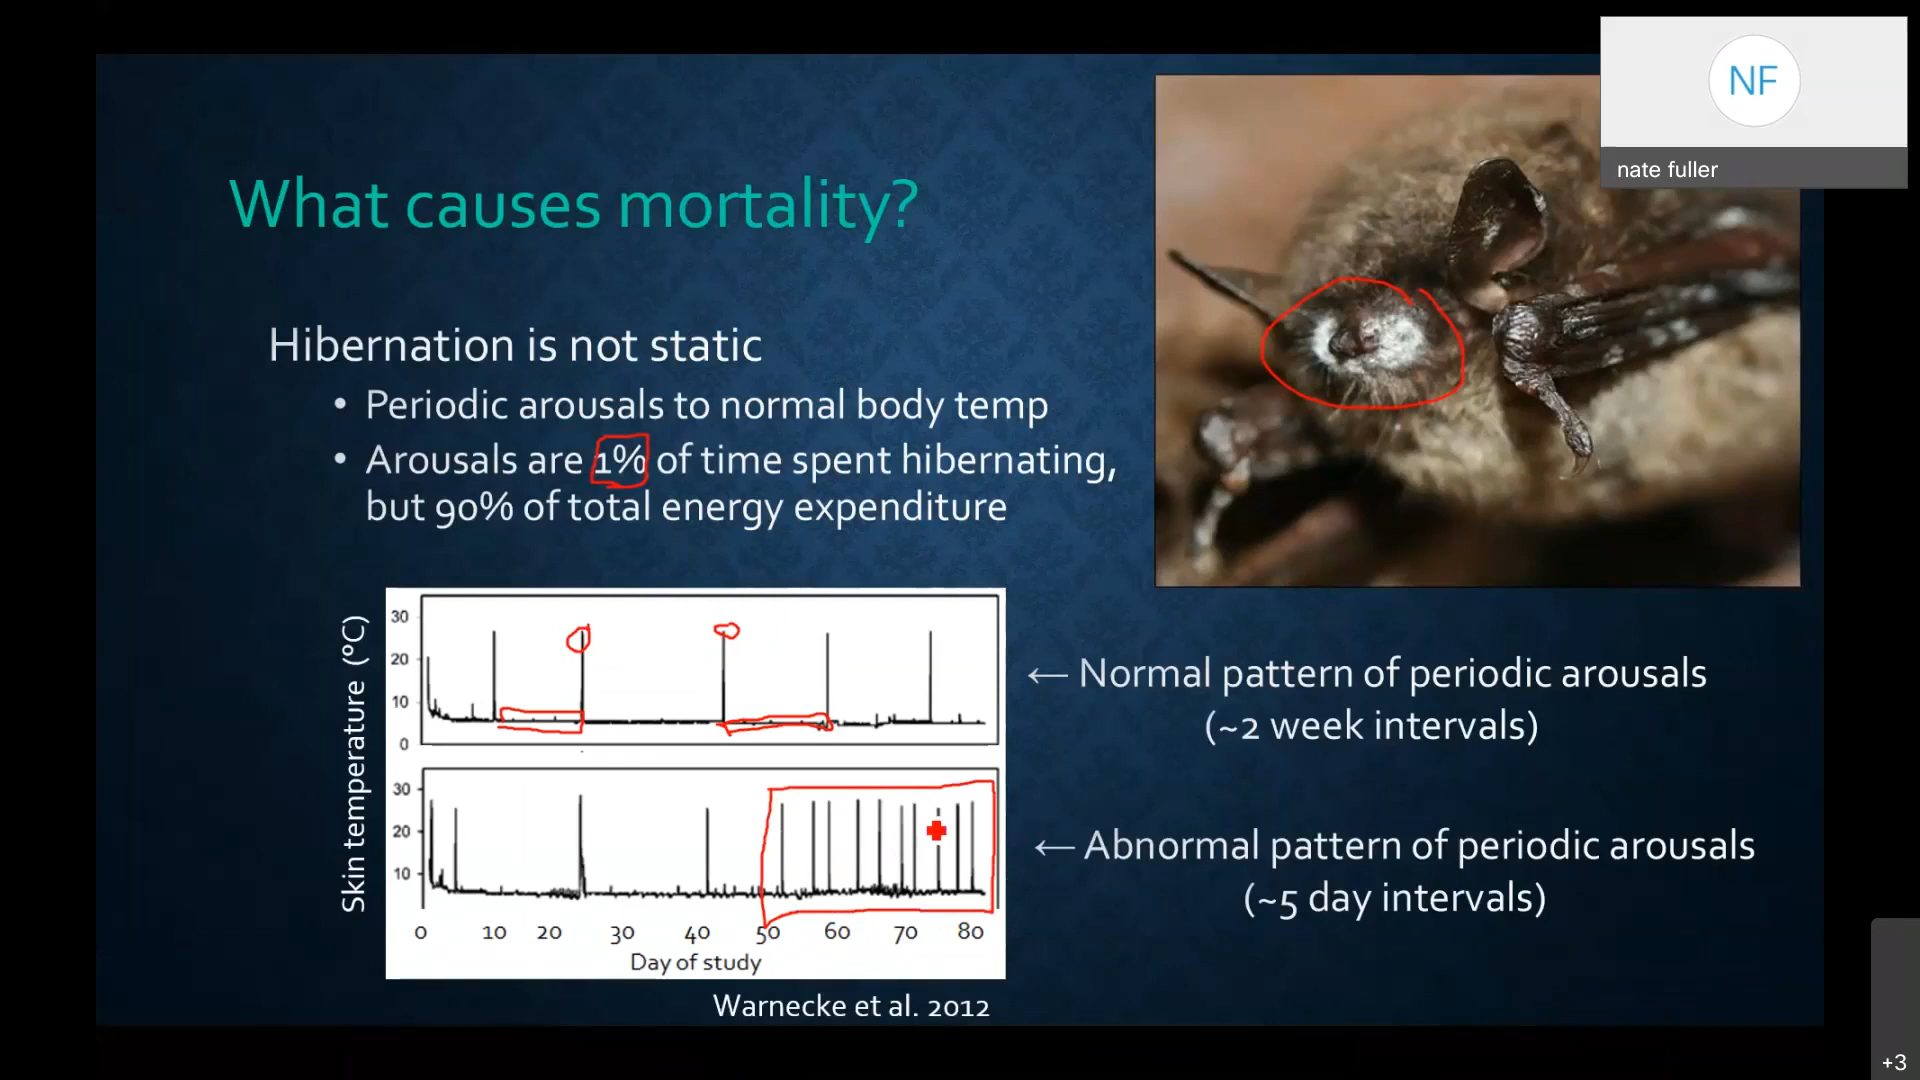 NF
nate fuller
What causes mortality?
Hibernation is not static
• Periodic arousals to normal body temp
• Arousals are 1% of time spent hibernating,
but 90% of total energy expenditure
Skin temperature (ºC)
30
20
10
0
30
20
10
0 10 20 30 40 50 60 70 80
Day of study
← Normal pattern of periodic arousals
(~2 week intervals)
← Abnormal pattern of periodic arousals
(~5 day intervals)
Warnecke et al. 2012
+3